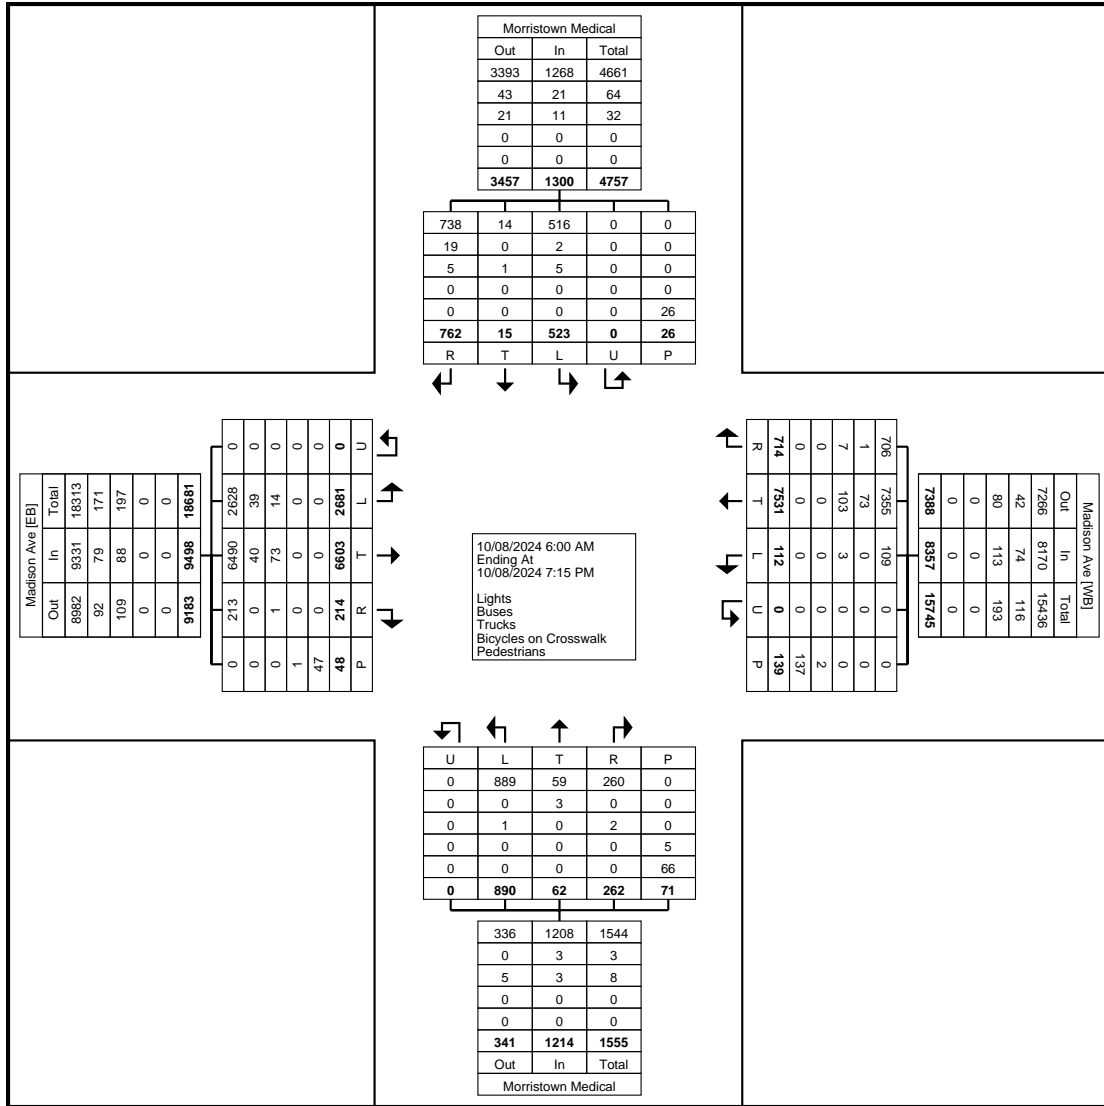 Morristown Medical
Out In Total
3393 1268 4661
43 21 64
21 11 32
0 0 0
0 0 0
3457 1300 4757
738 14 516 0 0
19 0 2 0 0
5 1 5 0 0
0 0 0 0 0
0 0 0 0 26
762 15 523 0 26
R T L U P
Madison Ave [EB]
Total 18313 171 197 0 0 18681
In 9331 79 88 0 0 9498
Out 8982 92 109 0 0 9183
0 0 0 0 0 0 U
2628 39 14 0 0 2681 L
6490 40 73 0 0 6603 T
213 0 1 0 0 214 R
0 0 0 1 47 48 P
10/08/2024 6:00 AM
Ending At
10/08/2024 7:15 PM
Lights
Buses
Trucks
Bicycles on Crosswalk
Pedestrians
R 714 0 0 7 1 706
T 7531 0 0 103 73 7355
L 112 0 0 3 0 109
U 0 0 0 0 0 0
P 139 137 2 0 0 0
Madison Ave [WB]
Out In Total
7266 8170 15436
42 74 116
80 113 193
0 0 0
0 0 0
7388 8357 15745
U L T R P
0 889 59 260 0
0 0 3 0 0
0 1 0 2 0
0 0 0 0 5
0 0 0 0 66
0 890 62 262 71
336 1208 1544
0 3 3
5 3 8
0 0 0
0 0 0
341 1214 1555
Out In Total
Morristown Medical